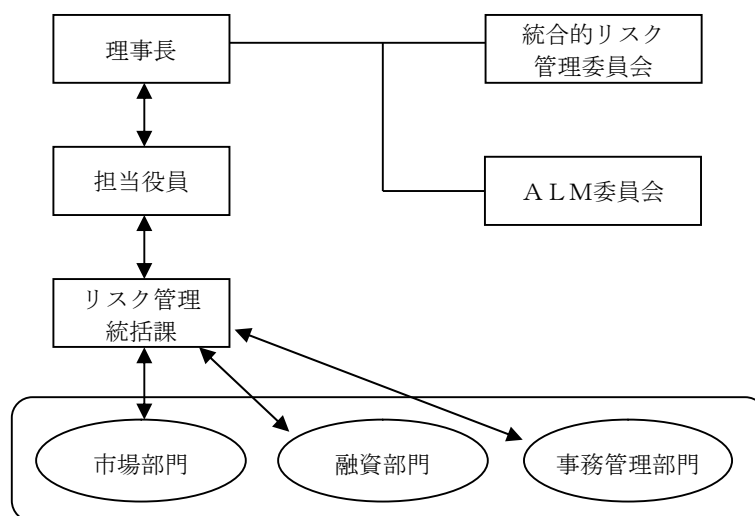 理事長
統合的リスク
管理委員会
担当役員
ＡＬＭ委員会
リスク管理
統括課
市場部門
融資部門
事務管理部門